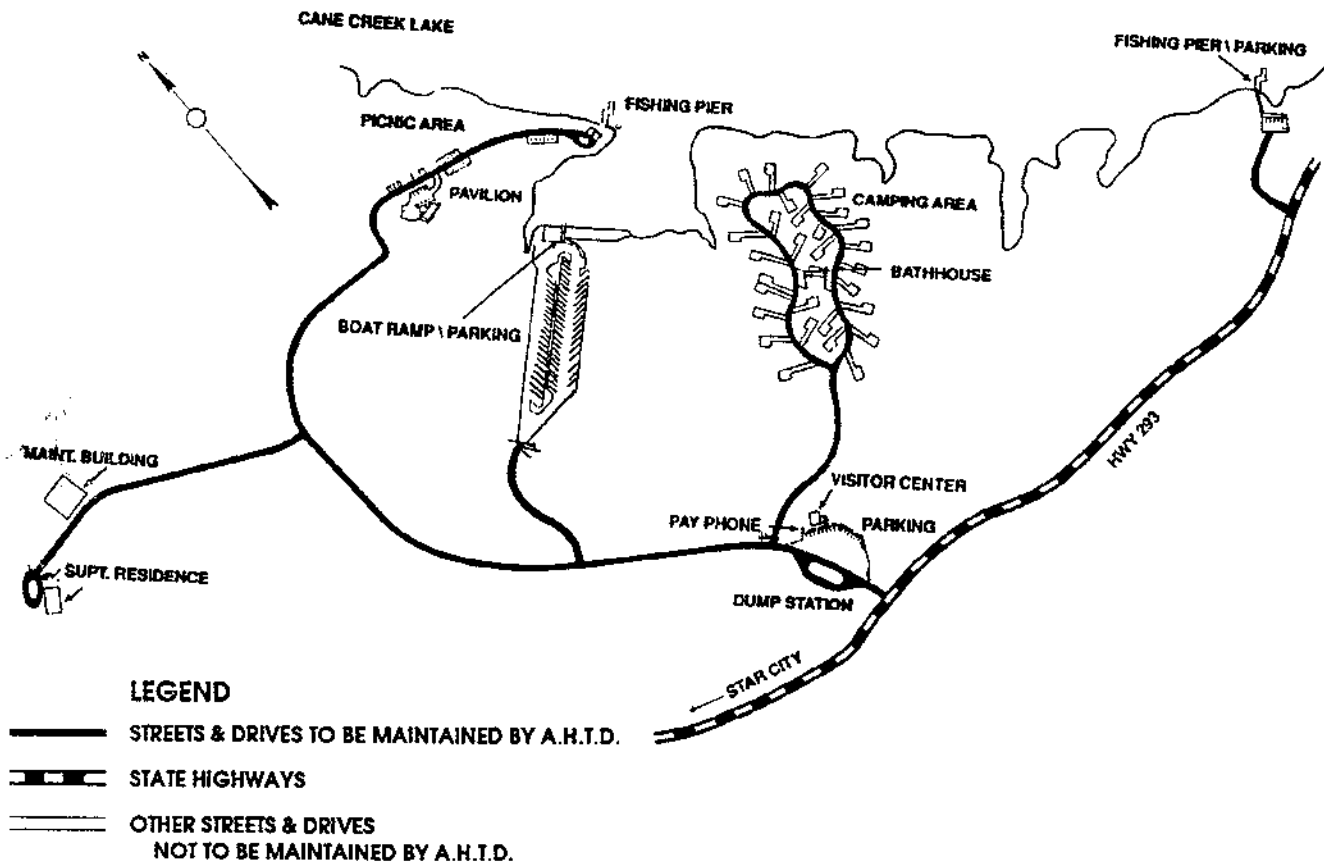 CANE CREEK LAKE
FISHING PIER \ PARKING
N
FISHING PIER
PICNIC AREA
PAVILION
CAMPING AREA
BATHHOUSE
BOAT RAMP \ PARKING
HWY 293
MAINT. BUILDING
VISITOR CENTER
PAY PHONE
PARKING
SUPT. RESIDENCE
DUMP STATION
STAR CITY
LEGEND
STREETS & DRIVES TO BE MAINTAINED BY A.H.T.D.
STATE HIGHWAYS
OTHER STREETS & DRIVES
NOT TO BE MAINTAINED BY A.H.T.D.